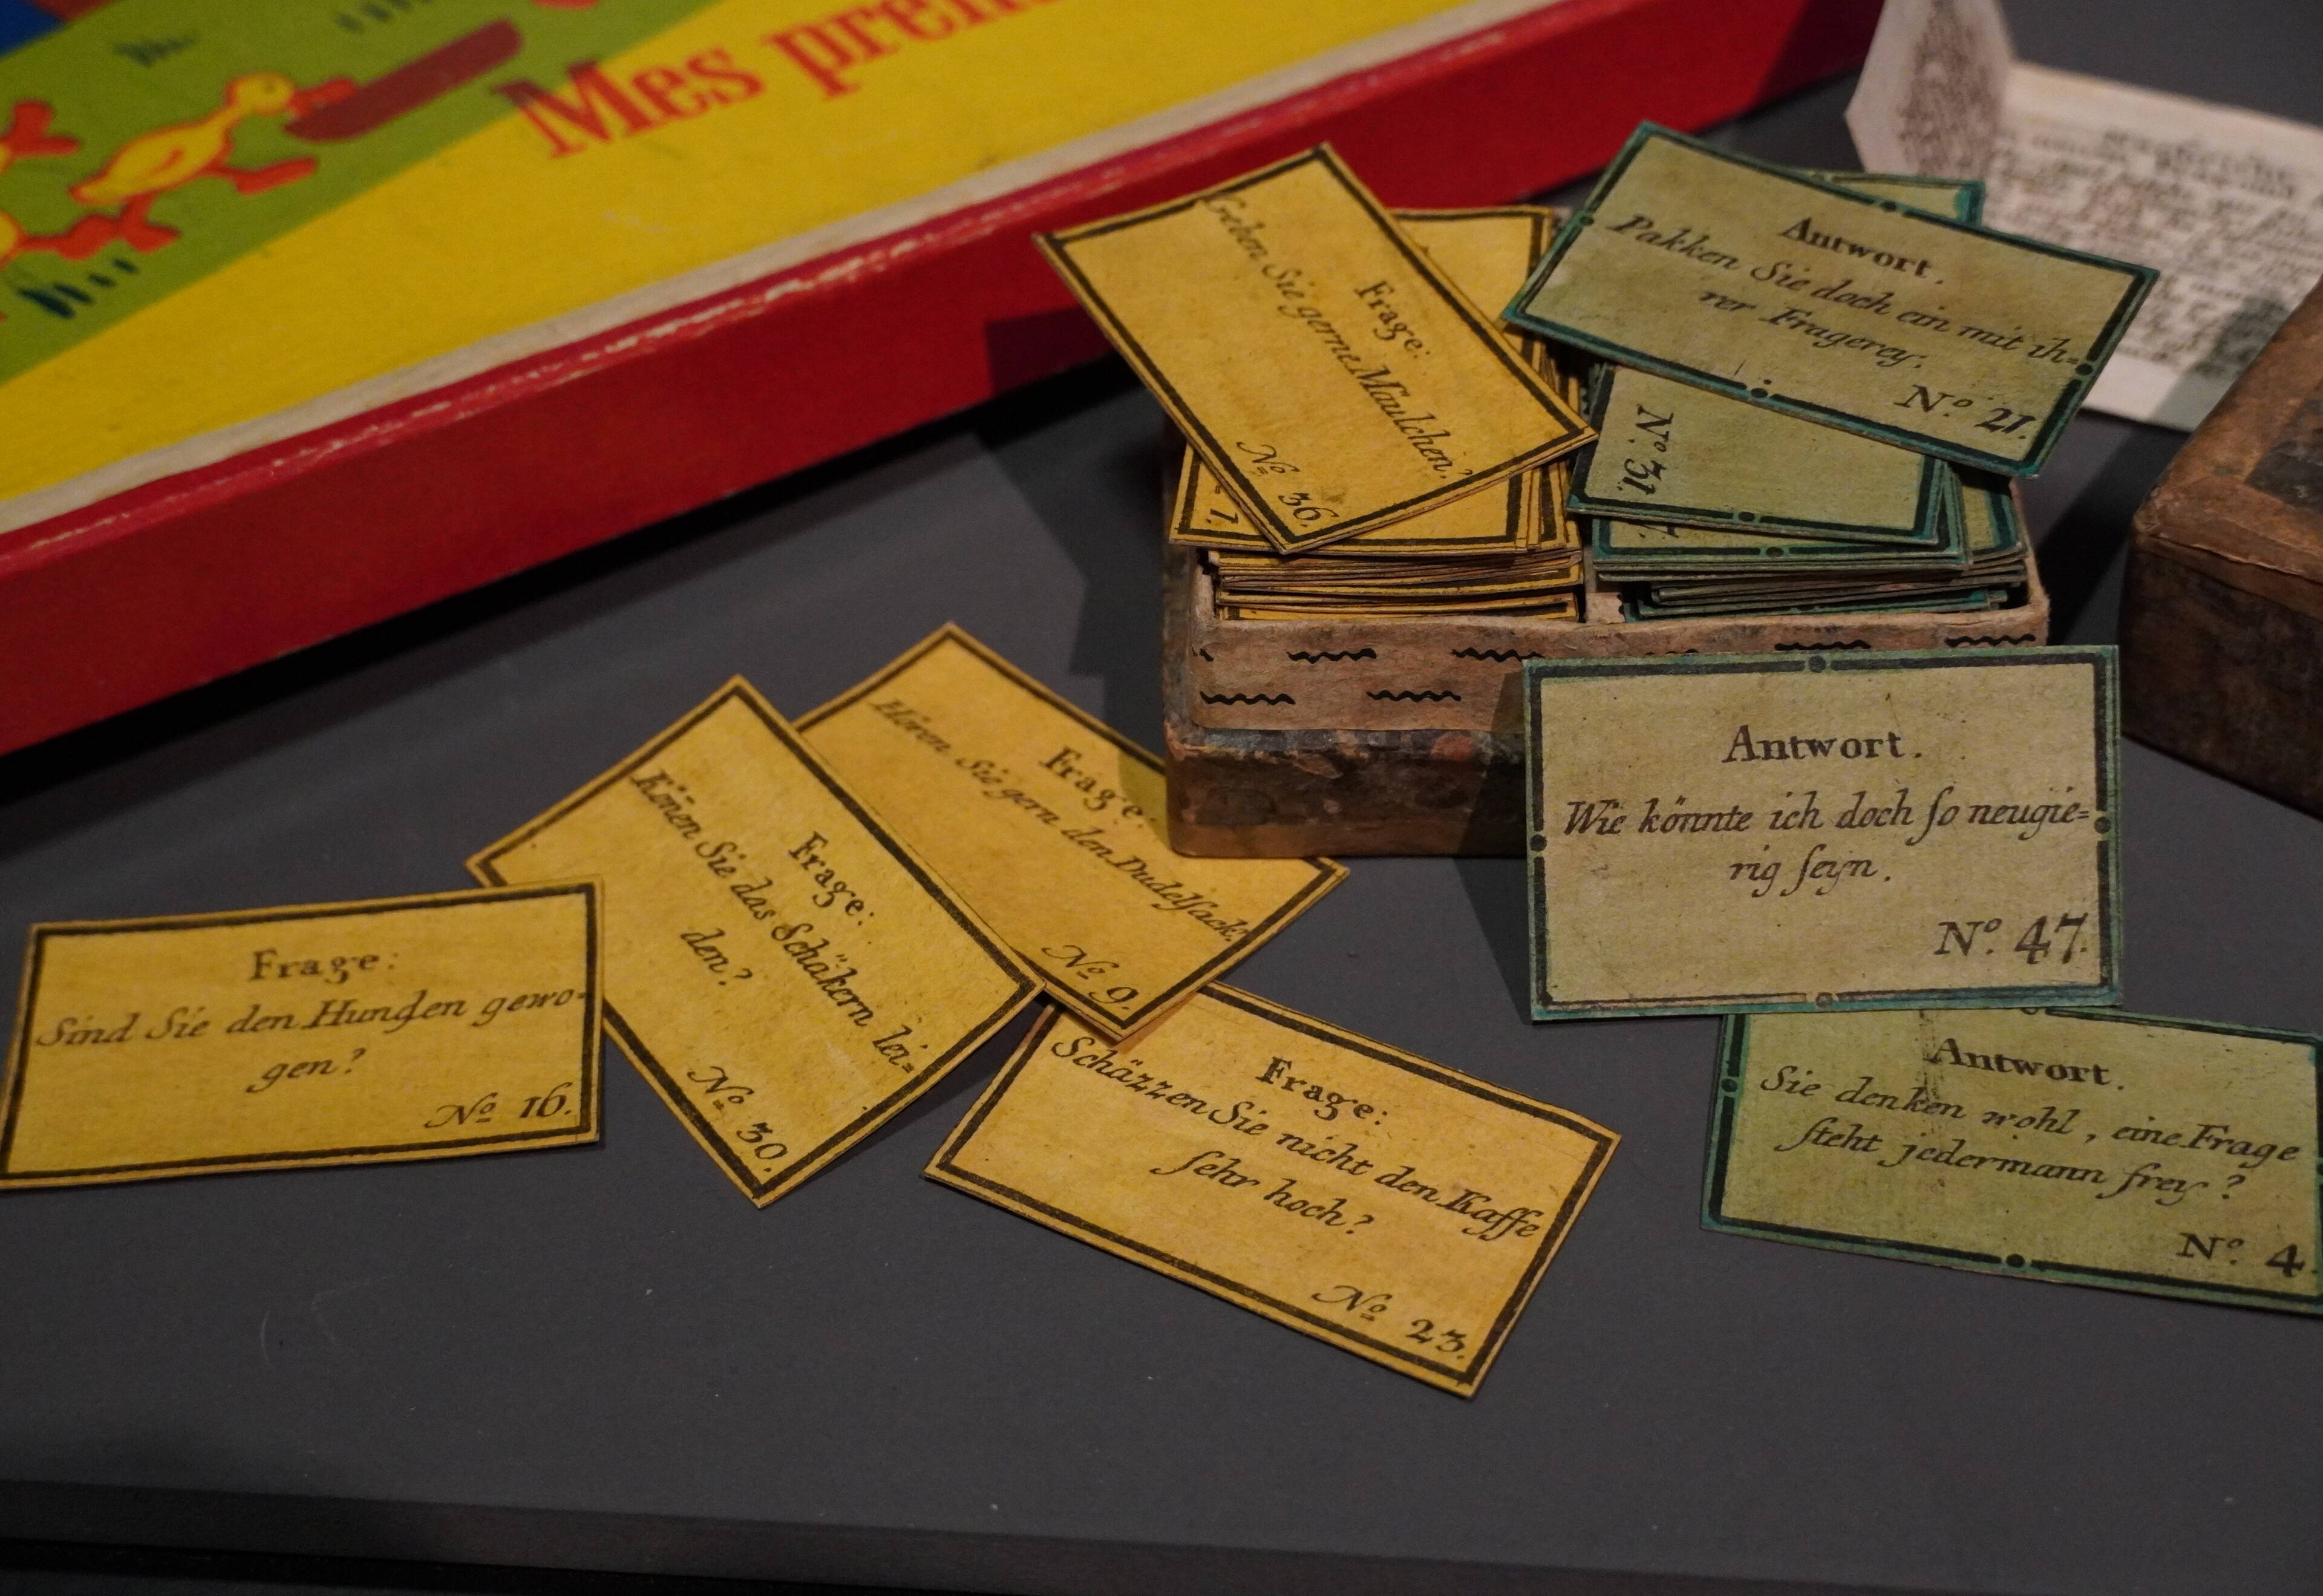 Mes
Frage:
Geben Sie gerne Maulchen?
Nº 36.
7.
Antwort.
Pakken Sie doch ein mit ih=
rer Fragerey.
Nº. 21.
Nº. 31.
Frage:
Hören Sie gern den Dudelſack?
Nº 9.
Frage:
Könen Sie das Schäkern lei=
den?
Nº 30.
Frage:
Sind Sie den Hunden gewo=
gen?
Nº 16.
Frage:
Schäzzen Sie nicht den Kaffe
ſehr hoch?
Nº 23.
Antwort.
Wie könnte ich doch ſo neugie=
rig ſeyn.
Nº. 47.
Antwort.
Sie denken wohl, eine Frage
ſteht jedermann frey?
Nº. 4.